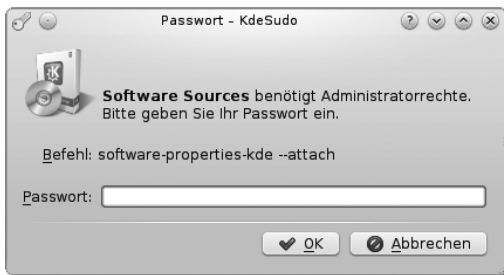 Passwort – KdeSudo
Software Sources benötigt Administratorrechte.
Bitte geben Sie Ihr Passwort ein.
Befehl: software-properties-kde --attach
Passwort:
OK
Abbrechen